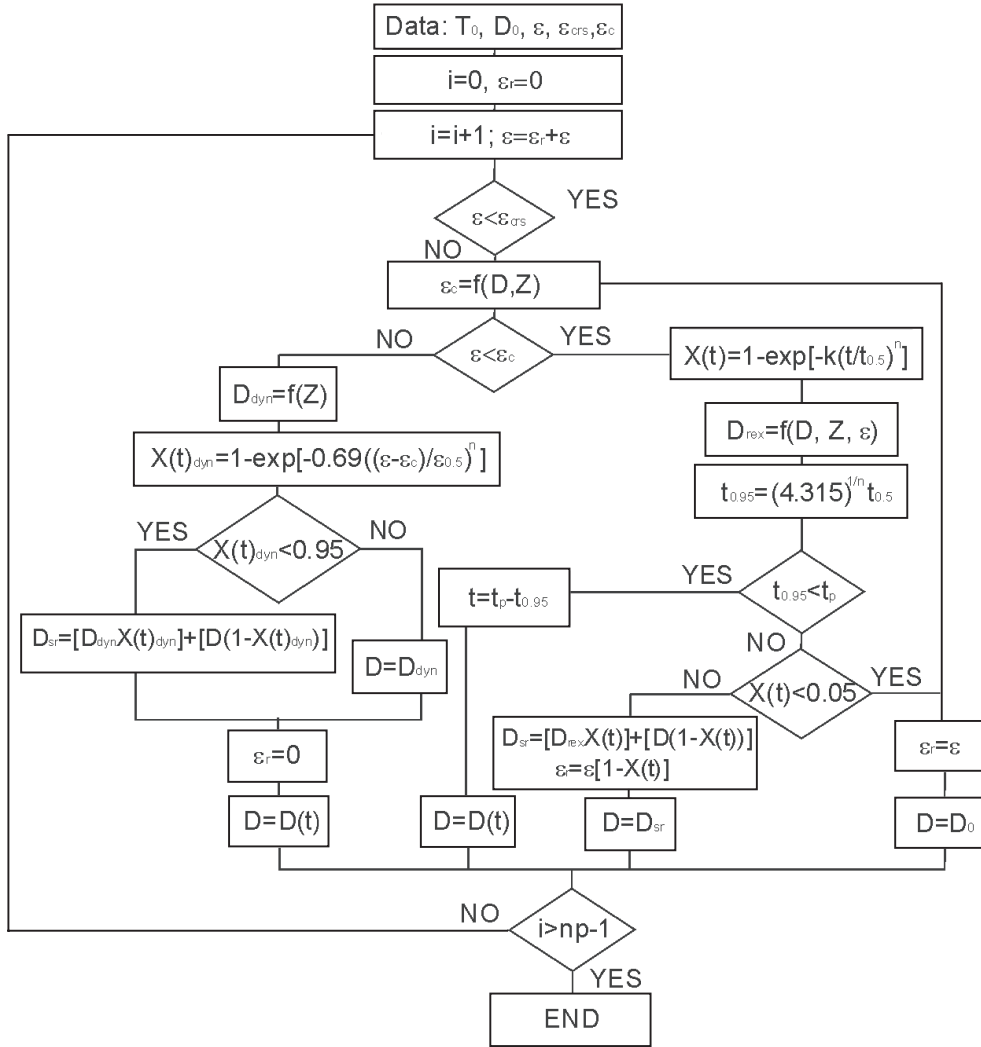 Data: T₀, D₀, ε, εcrs,εc
i=0, εr=0
i=i+1; ε=εr+ε
YES
ε<εcrs
NO
εc=f(D,Z)
NO
YES
ε<εc
X(t)=1-exp[-k(t/t0.5)ⁿ]
Ddyn=f(Z)
Drex=f(D, Z, ε)
X(t)dyn=1-exp[-0.69((ε-εc)/ε0.5)ⁿ]
t0.95=(4.315)^1/n t0.5
YES
NO
X(t)dyn<0.95
YES
t0.95<tp
t=tp-t0.95
Dsr=[DdynX(t)dyn]+[D(1-X(t)dyn)]
D=Ddyn
NO
NO
YES
X(t)<0.05
Dsr=[DrexX(t)]+[D(1-X(t))]
εr=ε[1-X(t)]
εr=0
εr=ε
D=D(t)
D=D(t)
D=Dsr
D=D₀
NO
i>np-1
YES
END